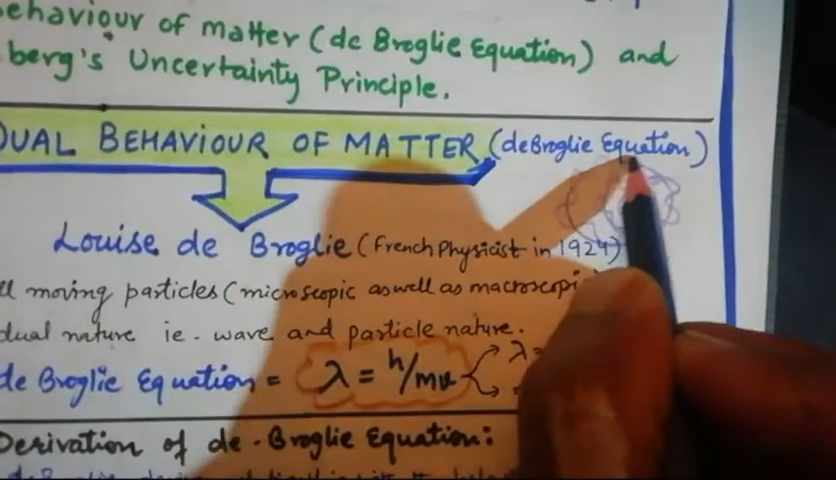 ehaviour of matter (de Broglie Equation) and
berg's Uncertainty Principle.
DUAL BEHAVIOUR OF MATTER (deBroglie Equation)
Louise de Broglie (French Physicist in 1924)
ll moving particles (microscopic as well as macroscopi
dual nature ie. wave and particle nature.
de Broglie Equation = λ = h/mv → λ =
Derivation of de-Broglie Equation: